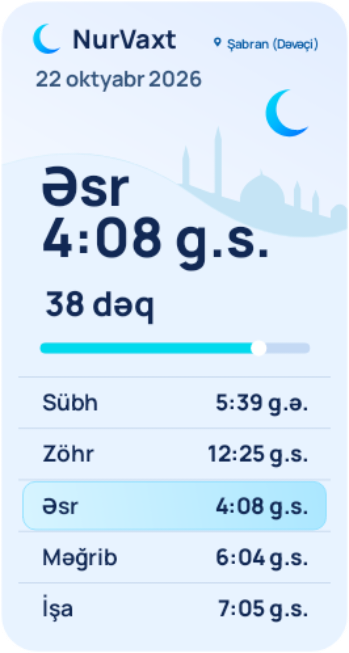 NurVaxt
Şabran (Dəvəçi)
22 oktyabr 2026
Əsr
4:08 g.s.
38 dəq
Sübh 5:39 g.ə.
Zöhr 12:25 g.s.
Əsr 4:08 g.s.
Məğrib 6:04 g.s.
İşa 7:05 g.s.